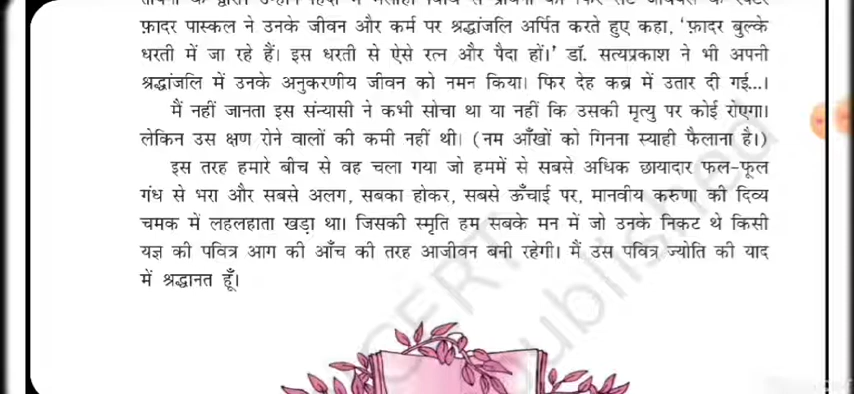 फ़ादर पास्कल ने उनके जीवन और कर्म पर श्रद्धांजलि अर्पित करते हुए कहा, ‘फ़ादर बुल्के
धरती में जा रहे हैं। इस धरती से ऐसे रत्न और पैदा हों।’ डॉ. सत्यप्रकाश ने भी अपनी
श्रद्धांजलि में उनके अनुकरणीय जीवन को नमन किया। फिर देह कब्र में उतार दी गई...।
मैं नहीं जानता इस संन्यासी ने कभी सोचा था या नहीं कि उसकी मृत्यु पर कोई रोएगा।
लेकिन उस क्षण रोने वालों की कमी नहीं थी। (नम आँखों को गिनना स्याही फैलाना है।)
इस तरह हमारे बीच से वह चला गया जो हममें से सबसे अधिक छायादार फल-फूल
गंध से भरा और सबसे अलग, सबका होकर, सबसे ऊँचाई पर, मानवीय करुणा की दिव्य
चमक में लहलहाता खड़ा था। जिसकी स्मृति हम सबके मन में जो उनके निकट थे किसी
यज्ञ की पवित्र आग की आँच की तरह आजीवन बनी रहेगी। मैं उस पवित्र ज्योति की याद
में श्रद्धानत हूँ।
NCERT
published